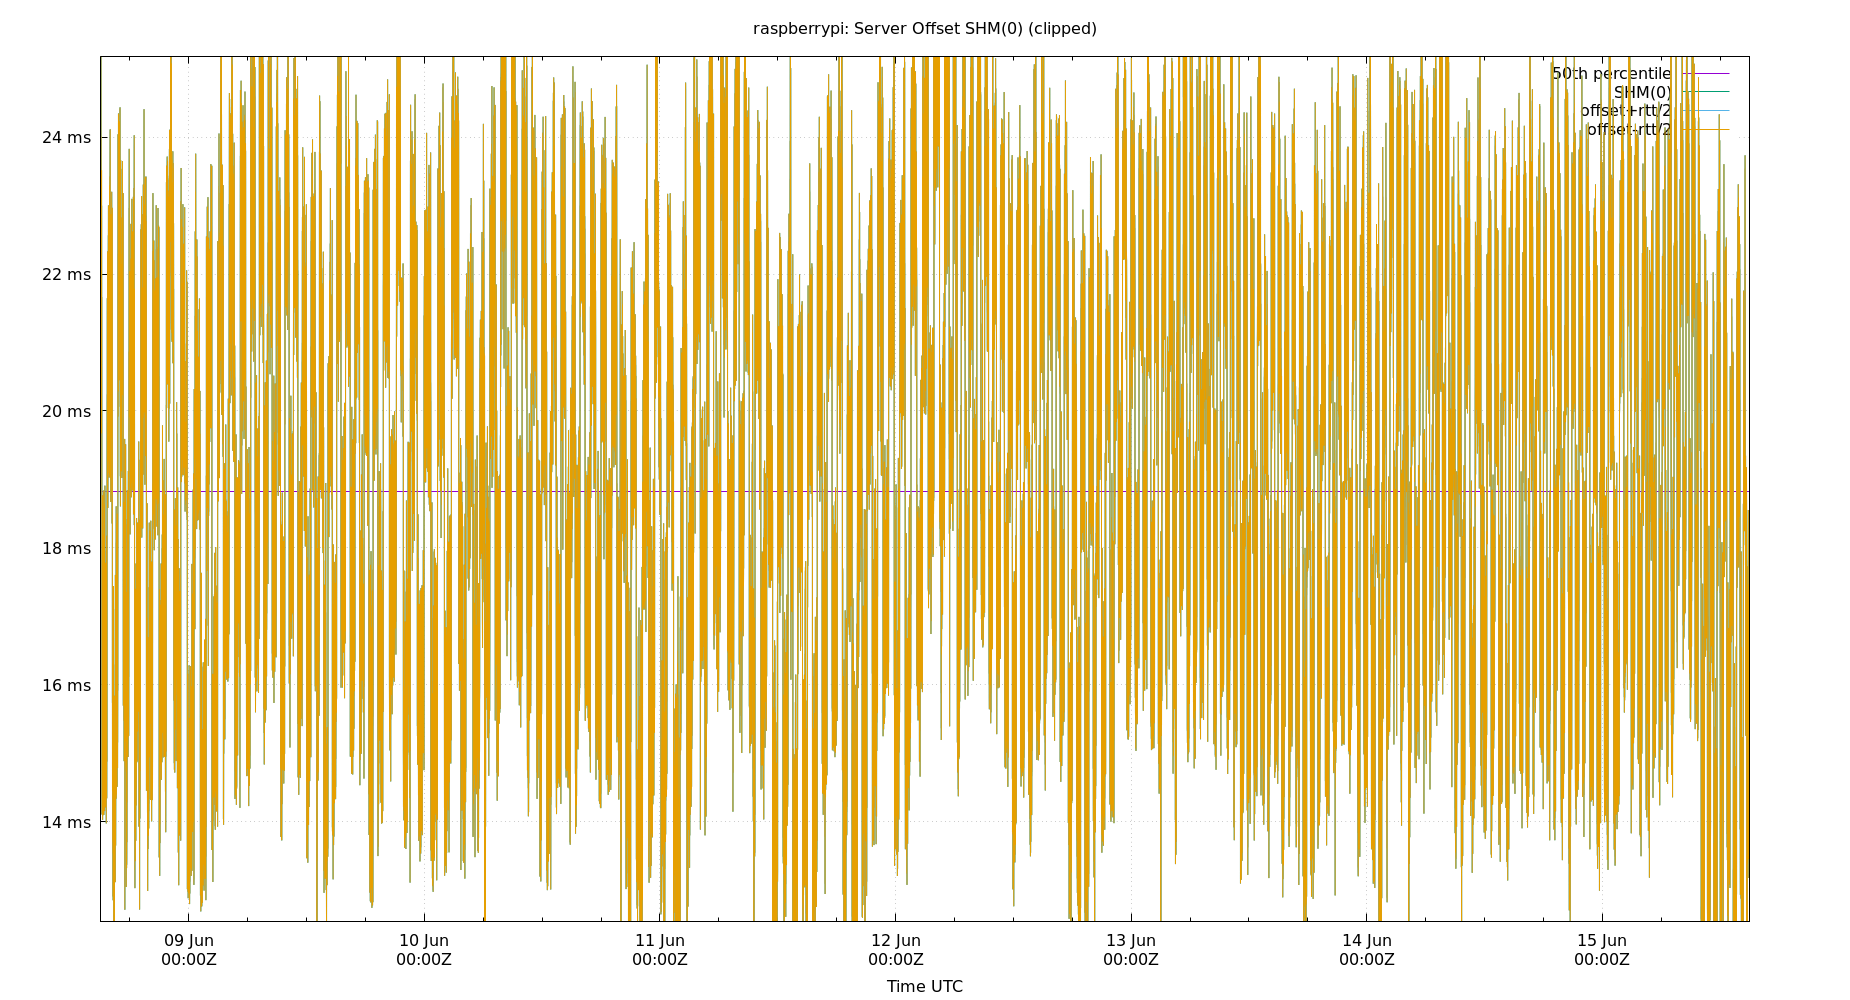 raspberrypi: Server Offset SHM(0) (clipped)
50th percentile
SHM(0)
offset+rtt/2
offset-rtt/2
24 ms
22 ms
20 ms
18 ms
16 ms
14 ms
09 Jun 10 Jun 11 Jun 12 Jun 13 Jun 14 Jun 15 Jun
00:00Z 00:00Z 00:00Z 00:00Z 00:00Z 00:00Z 00:00Z
Time UTC